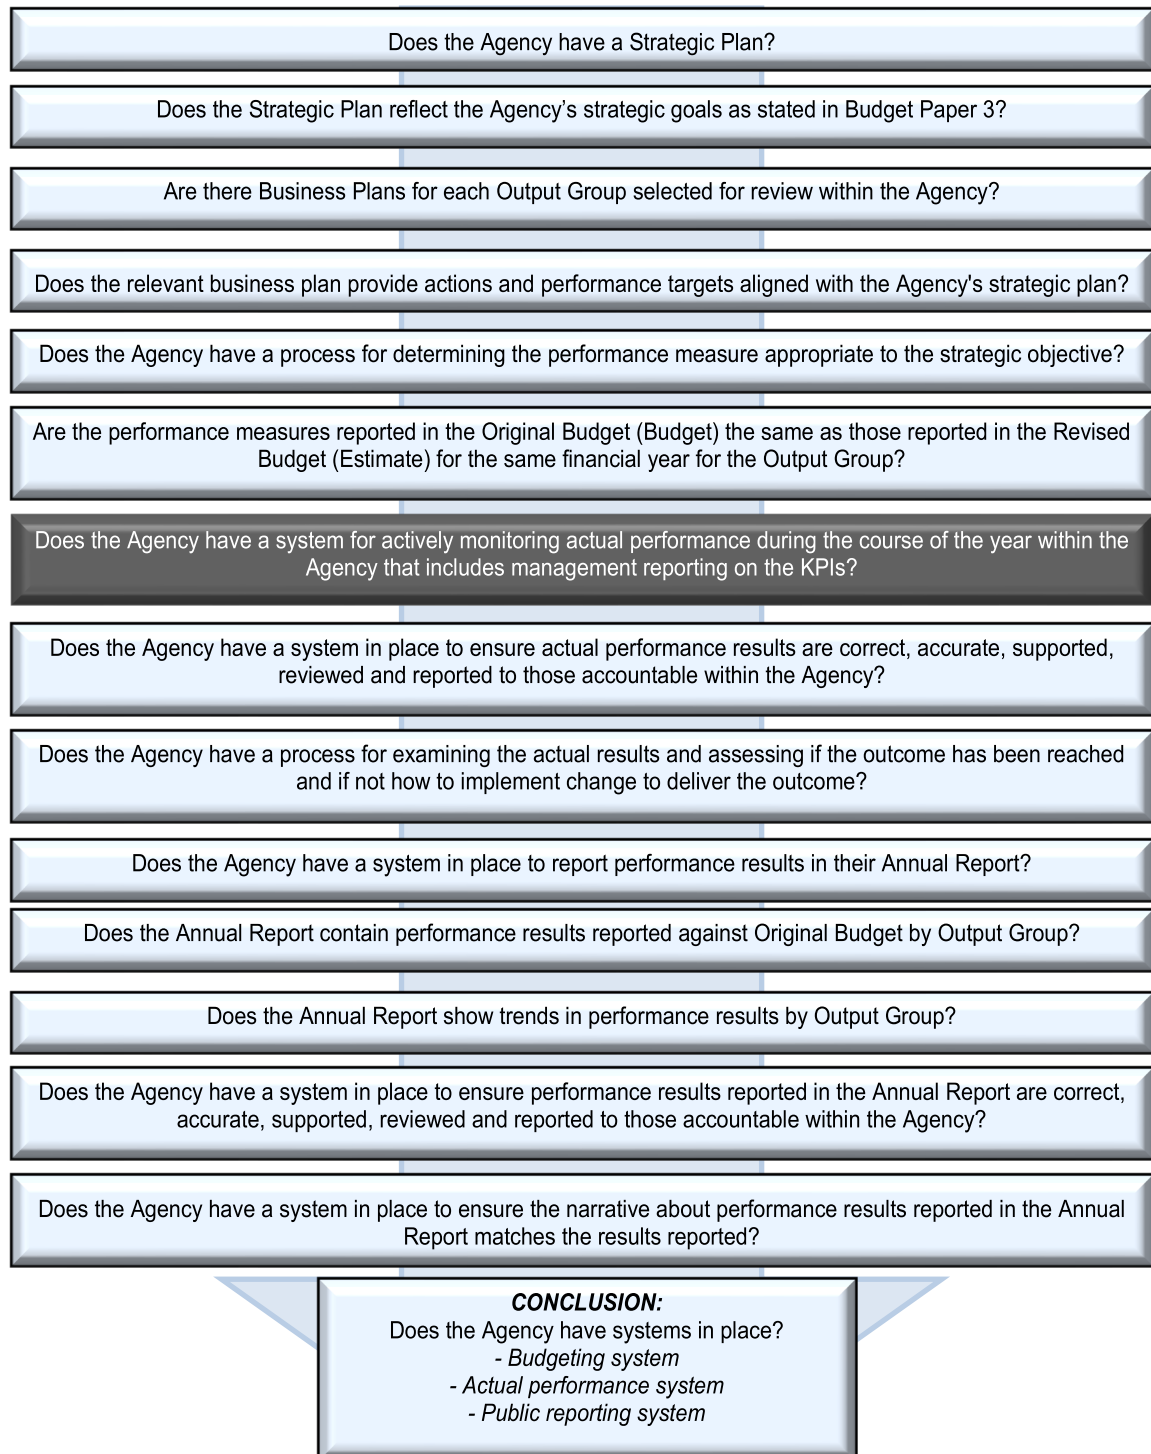 Does the Agency have a Strategic Plan?
Does the Strategic Plan reflect the Agency’s strategic goals as stated in Budget Paper 3?
Are there Business Plans for each Output Group selected for review within the Agency?
Does the relevant business plan provide actions and performance targets aligned with the Agency's strategic plan?
Does the Agency have a process for determining the performance measure appropriate to the strategic objective?
Are the performance measures reported in the Original Budget (Budget) the same as those reported in the Revised
Budget (Estimate) for the same financial year for the Output Group?
Does the Agency have a system for actively monitoring actual performance during the course of the year within the
Agency that includes management reporting on the KPIs?
Does the Agency have a system in place to ensure actual performance results are correct, accurate, supported,
reviewed and reported to those accountable within the Agency?
Does the Agency have a process for examining the actual results and assessing if the outcome has been reached
and if not how to implement change to deliver the outcome?
Does the Agency have a system in place to report performance results in their Annual Report?
Does the Annual Report contain performance results reported against Original Budget by Output Group?
Does the Annual Report show trends in performance results by Output Group?
Does the Agency have a system in place to ensure performance results reported in the Annual Report are correct,
accurate, supported, reviewed and reported to those accountable within the Agency?
Does the Agency have a system in place to ensure the narrative about performance results reported in the Annual
Report matches the results reported?
CONCLUSION:
Does the Agency have systems in place?
- Budgeting system
- Actual performance system
- Public reporting system